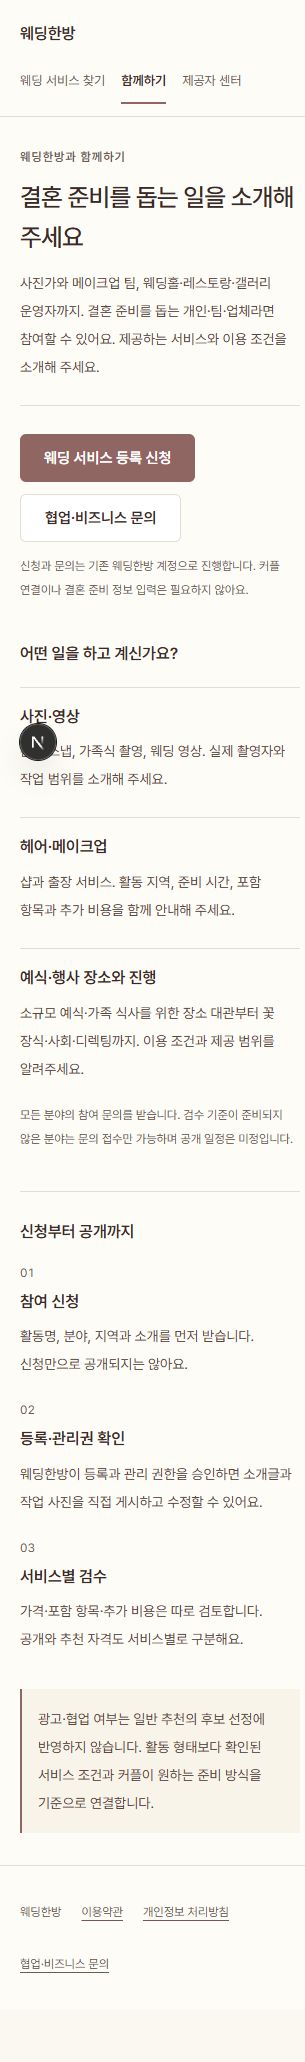 웨딩한방
웨딩 서비스 찾기 함께하기 제공자 센터
웨딩한방과 함께하기
결혼 준비를 돕는 일을 소개해
주세요
사진가와 메이크업 팀, 웨딩홀·레스토랑·갤러리
운영자까지. 결혼 준비를 돕는 개인·팀·업체라면
참여할 수 있어요. 제공하는 서비스와 이용 조건을
소개해 주세요.
웨딩 서비스 등록 신청
협업·비즈니스 문의
신청과 문의는 기존 웨딩한방 계정으로 진행합니다. 커플
연결이나 결혼 준비 정보 입력은 필요하지 않아요.
어떤 일을 하고 계신가요?
사진·영상
N
가족식 촬영, 웨딩 영상. 실제 촬영자와
작업 범위를 소개해 주세요.
헤어·메이크업
샵과 출장 서비스. 활동 지역, 준비 시간, 포함
항목과 추가 비용을 함께 안내해 주세요.
예식·행사 장소와 진행
소규모 예식·가족 식사를 위한 장소 대관부터 꽃
장식·사회·디렉팅까지. 이용 조건과 제공 범위를
알려주세요.
모든 분야의 참여 문의를 받습니다. 검수 기준이 준비되지
않은 분야는 문의 접수만 가능하며 공개 일정은 미정입니다.
신청부터 공개까지
01
참여 신청
활동명, 분야, 지역과 소개를 먼저 받습니다.
신청만으로 공개되지는 않아요.
02
등록·관리권 확인
웨딩한방이 등록과 관리 권한을 승인하면 소개글과
작업 사진을 직접 게시하고 수정할 수 있어요.
03
서비스별 검수
가격·포함 항목·추가 비용은 따로 검토합니다.
공개와 추천 자격도 서비스별로 구분해요.
광고·협업 여부는 일반 추천의 후보 선정에
반영하지 않습니다. 활동 형태보다 확인된
서비스 조건과 커플이 원하는 준비 방식을
기준으로 연결합니다.
웨딩한방 이용약관 개인정보 처리방침
협업·비즈니스 문의